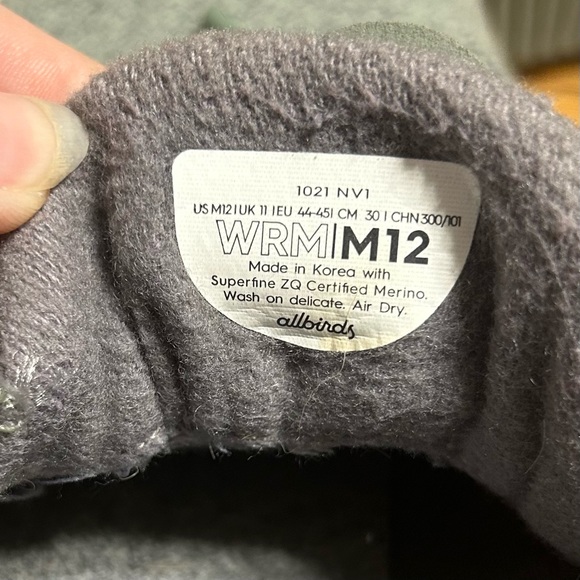 1021 NV1
US M12 | UK 11 | EU 44-45 | CM 30 | CHN 300/101
WRM|M12
Made in Korea with
Superfine ZQ Certified Merino.
Wash on delicate. Air Dry.
allbirds